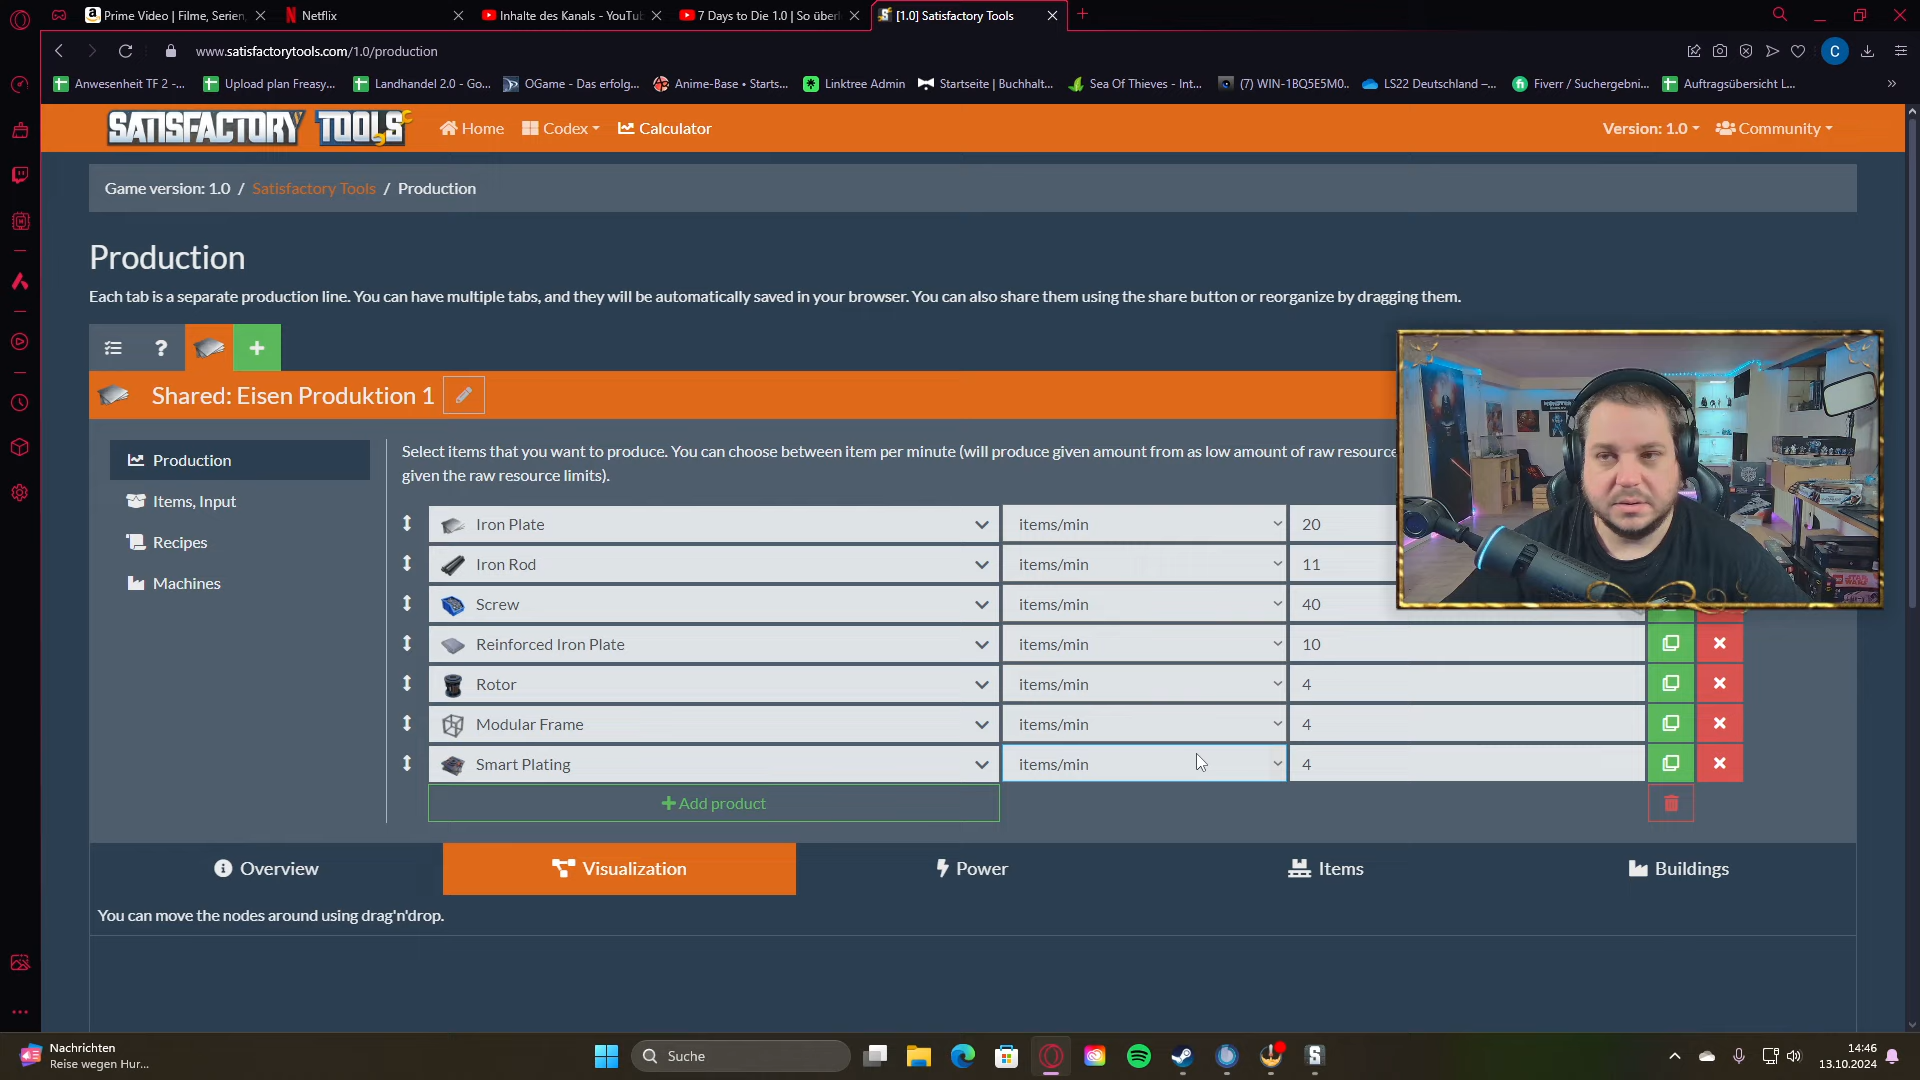 Prime Video | Filme, Serien,
Netflix
Inhalte des Kanals - YouTu
7 Days to Die 1.0 | So überl
[1.0] Satisfactory Tools
www.satisfactorytools.com/1.0/production
C
Anwesenheit TF 2 -...
Upload plan Freasy...
Landhandel 2.0 - Go...
OGame - Das erfolg...
Anime-Base • Starts...
Linktree Admin
Startseite | Buchhalt...
Sea Of Thieves - Int...
(7) WIN-1BQ5E5M0...
LS22 Deutschland –...
Fiverr / Suchergebni...
Auftragsübersicht L...
SATISFACTORY TOOLS
Home
Codex
Calculator
Version: 1.0
Community
Game version: 1.0 / Satisfactory Tools / Production
Production
Each tab is a separate production line. You can have multiple tabs, and they will be automatically saved in your browser. You can also share them using the share button or reorganize by dragging them.
Shared: Eisen Produktion 1
Production
Items, Input
Recipes
Machines
Select items that you want to produce. You can choose between item per minute (will produce given amount from as low amount of raw resource
given the raw resource limits).
Iron Plate items/min 20
Iron Rod items/min 11
Screw items/min 40
Reinforced Iron Plate items/min 10
Rotor items/min 4
Modular Frame items/min 4
Smart Plating items/min 4
+ Add product
Overview
Visualization
Power
Items
Buildings
You can move the nodes around using drag'n'drop.
Nachrichten
Reise wegen Hur...
Suche
14:46
13.10.2024